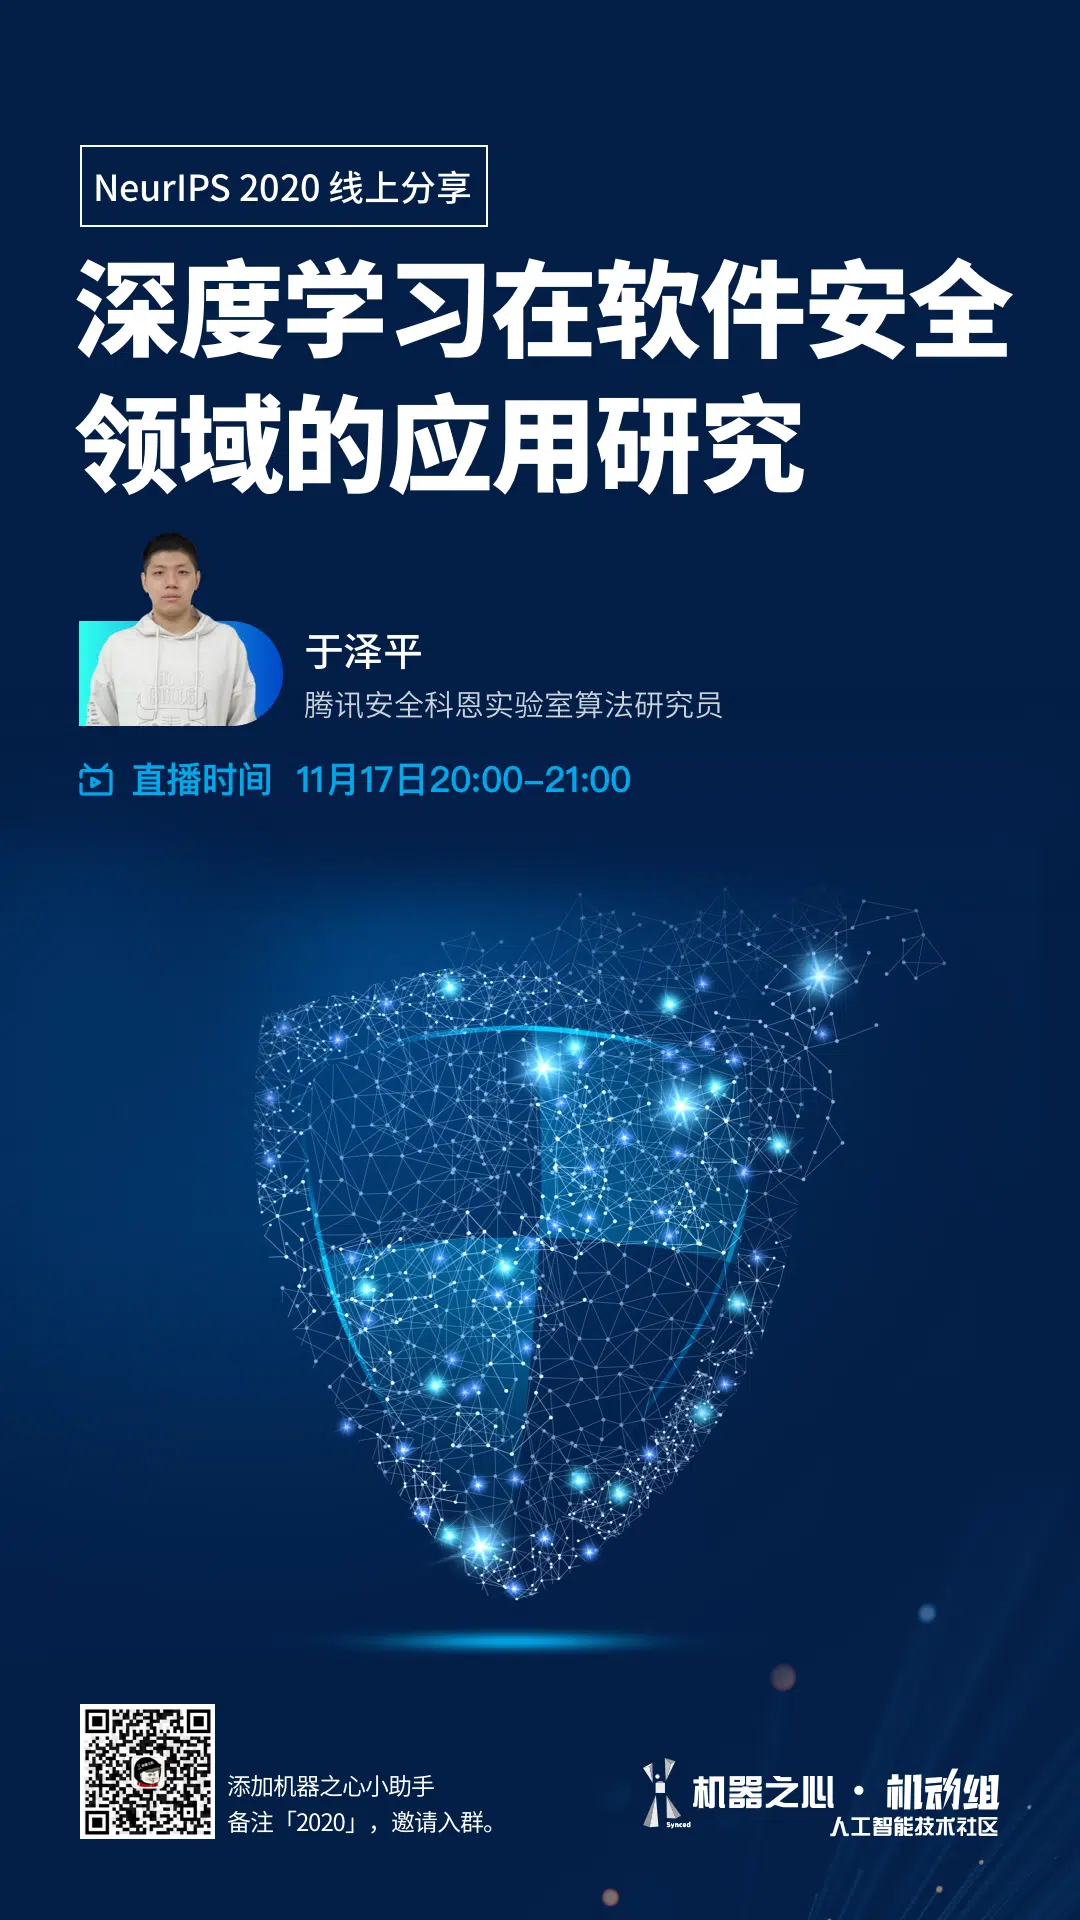 NeurIPS 2020 线上分享
深度学习在软件安全
领域的应用研究
于泽平
腾讯安全科恩实验室算法研究员
直播时间 11月17日20:00–21:00
添加机器之心小助手
备注「2020」，邀请入群。
Synced
机器之心 · 机动组
人工智能技术社区